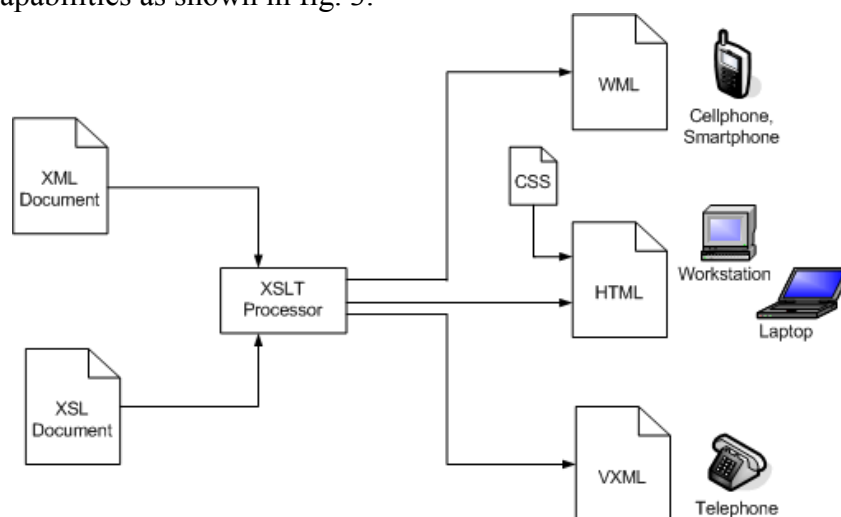 capabilities as shown in fig. 3.
WML
Cellphone,
Smartphone
XML
Document
CSS
Workstation
XSLT
Processor
HTML
Laptop
XSL
Document
VXML
Telephone